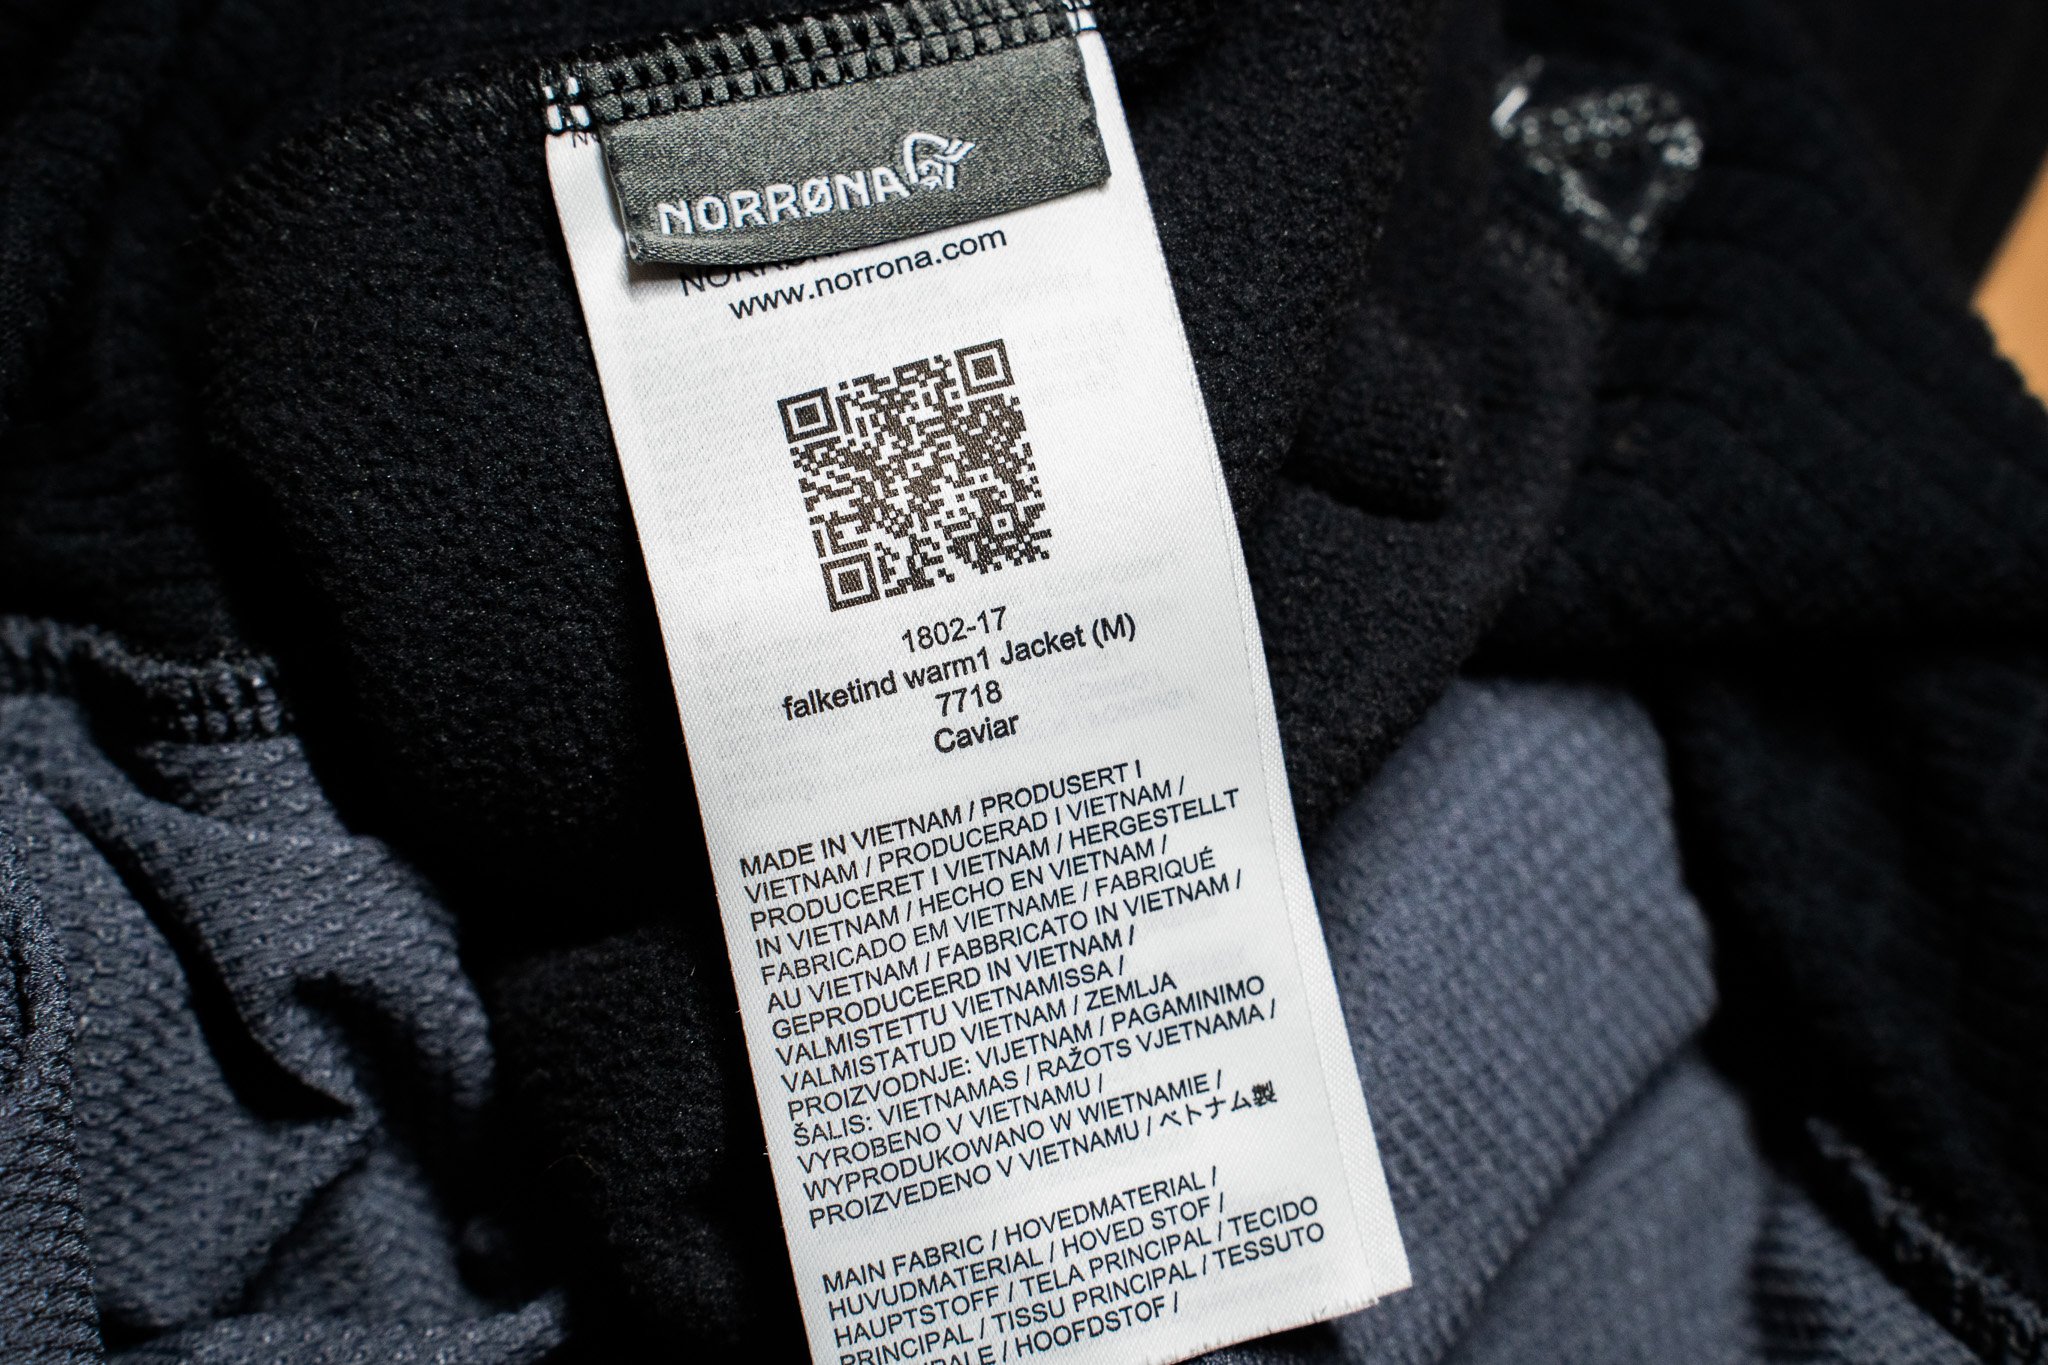 NORRØNA
www.norrona.com
1802-17
falketind warm1 Jacket (M)
7718
Caviar
MADE IN VIETNAM / PRODUSERT I
VIETNAM / PRODUCERAD I VIETNAM /
PRODUCERET I VIETNAM / HERGESTELLT
IN VIETNAM / HECHO EN VIETNAM /
FABRICADO EM VIETNAME / FABRIQUÉ
AU VIETNAM / FABBRICATO IN VIETNAM /
GEPRODUCEERD IN VIETNAM /
VALMISTETTU VIETNAMISSA /
VALMISTATUD VIETNAM / ZEMLJA
PROIZVODNJE: VIJETNAM / PAGAMINIMO
ŠALIS: VIETNAMAS / RAŽOTS VJETNAMA /
VYROBENO V VIETNAMU /
WYPRODUKOWANO W WIETNAMIE /
PROIZVEDENO V VIETNAMU / ベトナム製
MAIN FABRIC / HOVEDMATERIAL /
HUVUDMATERIAL / HOVED STOF /
HAUPTSTOFF / TELA PRINCIPAL / TECIDO
PRINCIPAL / TISSU PRINCIPAL / TESSUTO
/ HOOFDSTOF /